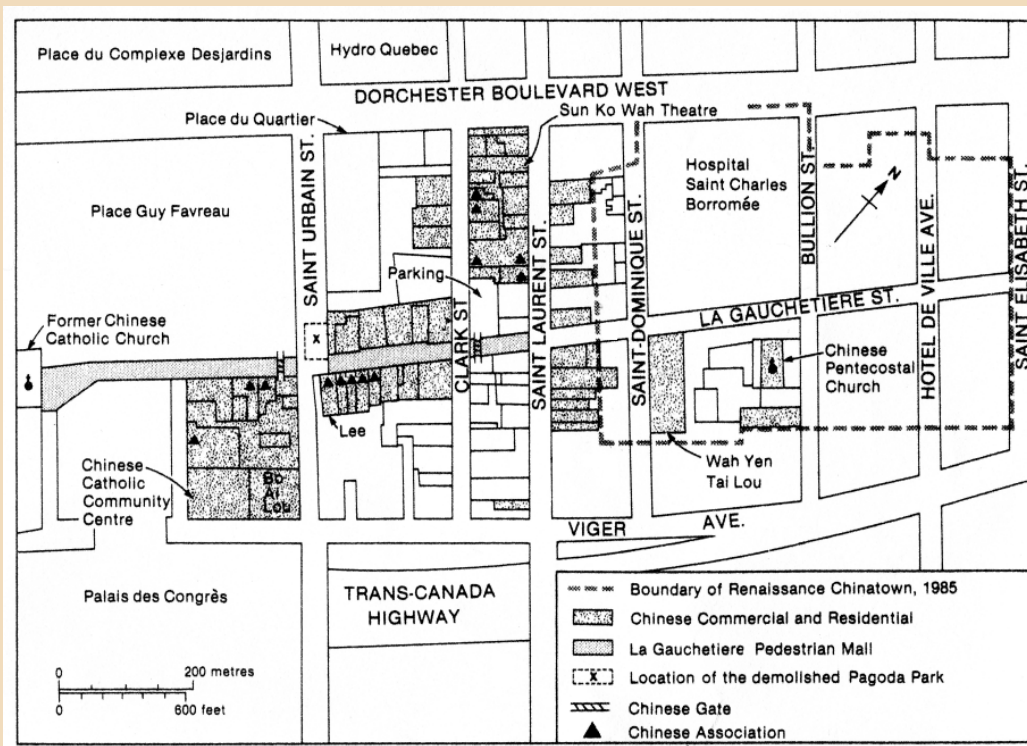 Place du Complexe Desjardins
Hydro Quebec
DORCHESTER BOULEVARD WEST
Place du Quartier
Sun Ko Wah Theatre
SAINT URBAIN ST.
Place Guy Favreau
Hospital
Saint Charles
Borromée
BULLION ST.
N
Parking
CLARK ST
SAINT LAURENT ST.
SAINT-DOMINIQUE ST.
LA GAUCHETIERE ST.
HOTEL DE VILLE AVE.
SAINT ELISABETH ST.
Former Chinese
Catholic Church
x
Chinese
Pentecostal
Church
Lee
Chinese
Catholic
Community
Centre
Bo
Ai
Lou
Wah Yen
Tai Lou
VIGER AVE.
Palais des Congrès
TRANS-CANADA
HIGHWAY
0 200 metres
0 600 feet
Boundary of Renaissance Chinatown, 1985
Chinese Commercial and Residential
La Gauchetiere Pedestrian Mall
x Location of the demolished Pagoda Park
Chinese Gate
Chinese Association